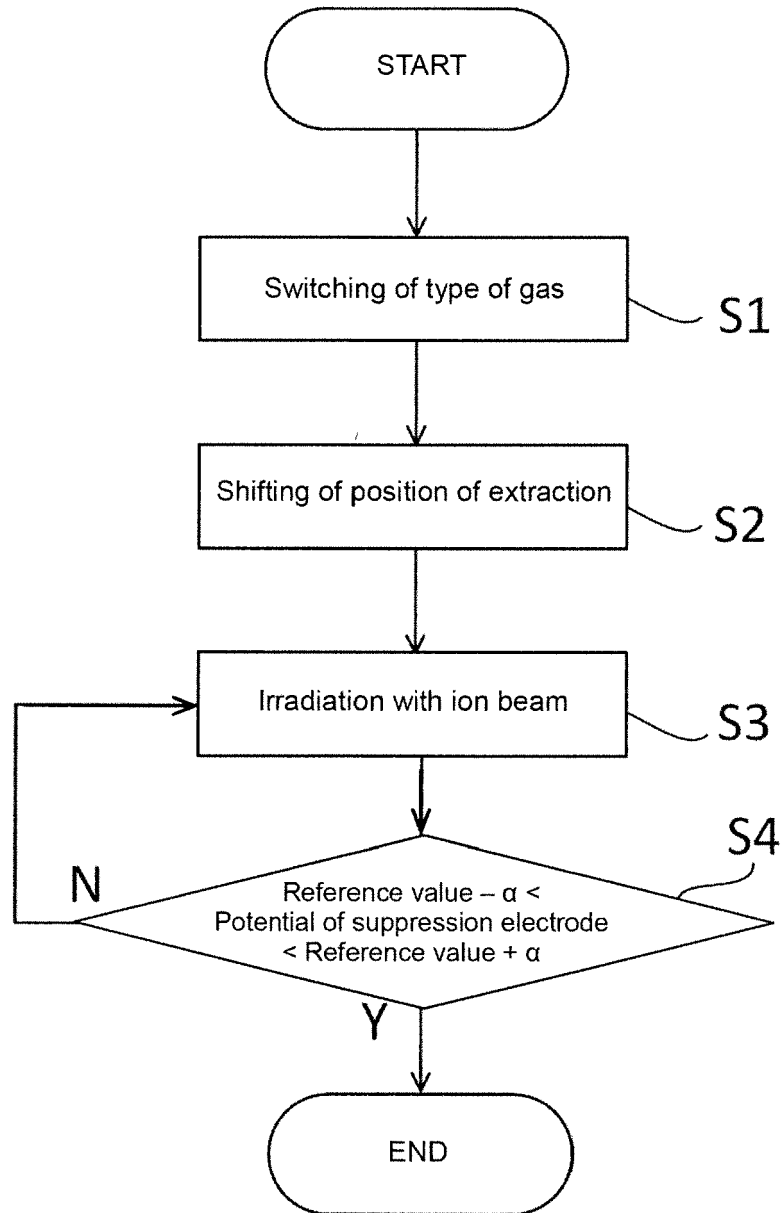 START
Switching of type of gas
S1
Shifting of position of extraction
S2
Irradiation with ion beam
S3
S4
N
Reference value – α <
Potential of suppression electrode
< Reference value + α
Y
END